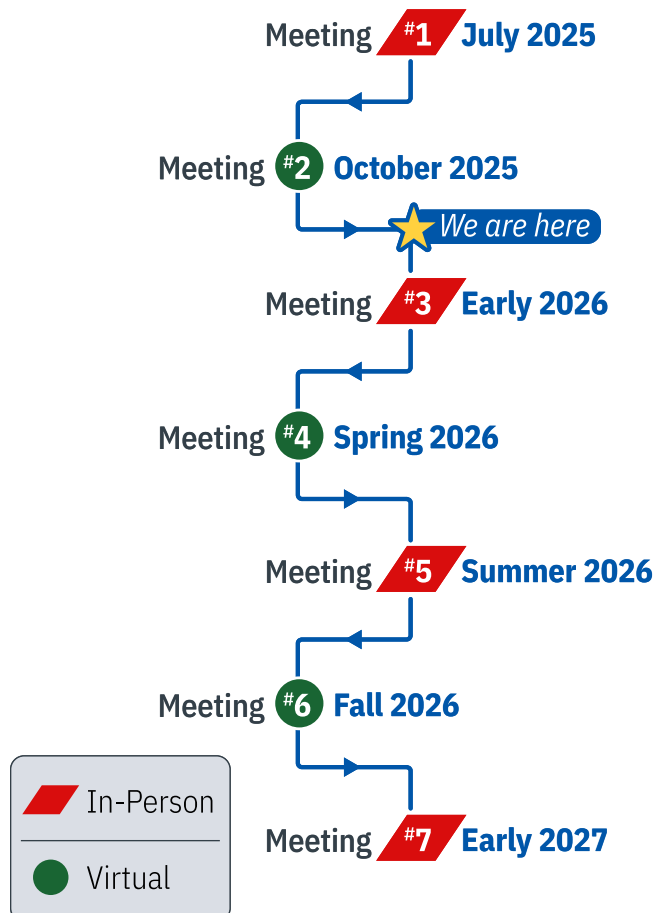 Meeting #1 July 2025
Meeting #2 October 2025
We are here
Meeting #3 Early 2026
Meeting #4 Spring 2026
Meeting #5 Summer 2026
Meeting #6 Fall 2026
In-Person
Meeting #7 Early 2027
Virtual